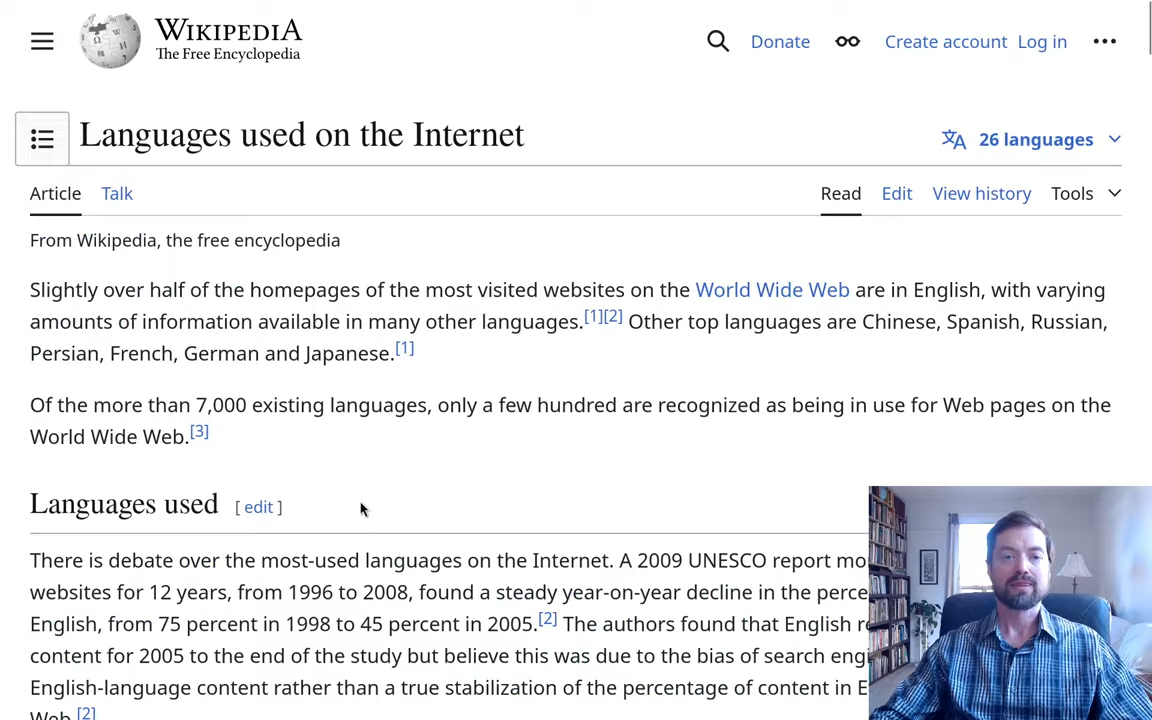 WIKIPEDIA
The Free Encyclopedia
Donate
Create account
Log in
Languages used on the Internet
26 languages
Article
Talk
Read
Edit
View history
Tools
From Wikipedia, the free encyclopedia
Slightly over half of the homepages of the most visited websites on the World Wide Web are in English, with varying
amounts of information available in many other languages.[1][2] Other top languages are Chinese, Spanish, Russian,
Persian, French, German and Japanese.[1]
Of the more than 7,000 existing languages, only a few hundred are recognized as being in use for Web pages on the
World Wide Web.[3]
Languages used [ edit ]
There is debate over the most-used languages on the Internet. A 2009 UNESCO report mo
websites for 12 years, from 1996 to 2008, found a steady year-on-year decline in the perce
English, from 75 percent in 1998 to 45 percent in 2005.[2] The authors found that English re
content for 2005 to the end of the study but believe this was due to the bias of search eng
English-language content rather than a true stabilization of the percentage of content in E
Web.[2]